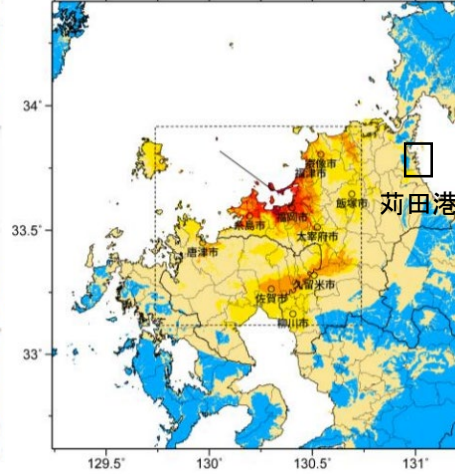 34°
宗像市
福津市
苅田港
飯塚市
福岡市
糸島市
33.5°
太宰府市
唐津市
久留米市
佐賀市
柳川市
33°
129.5° 130° 130.5° 131°